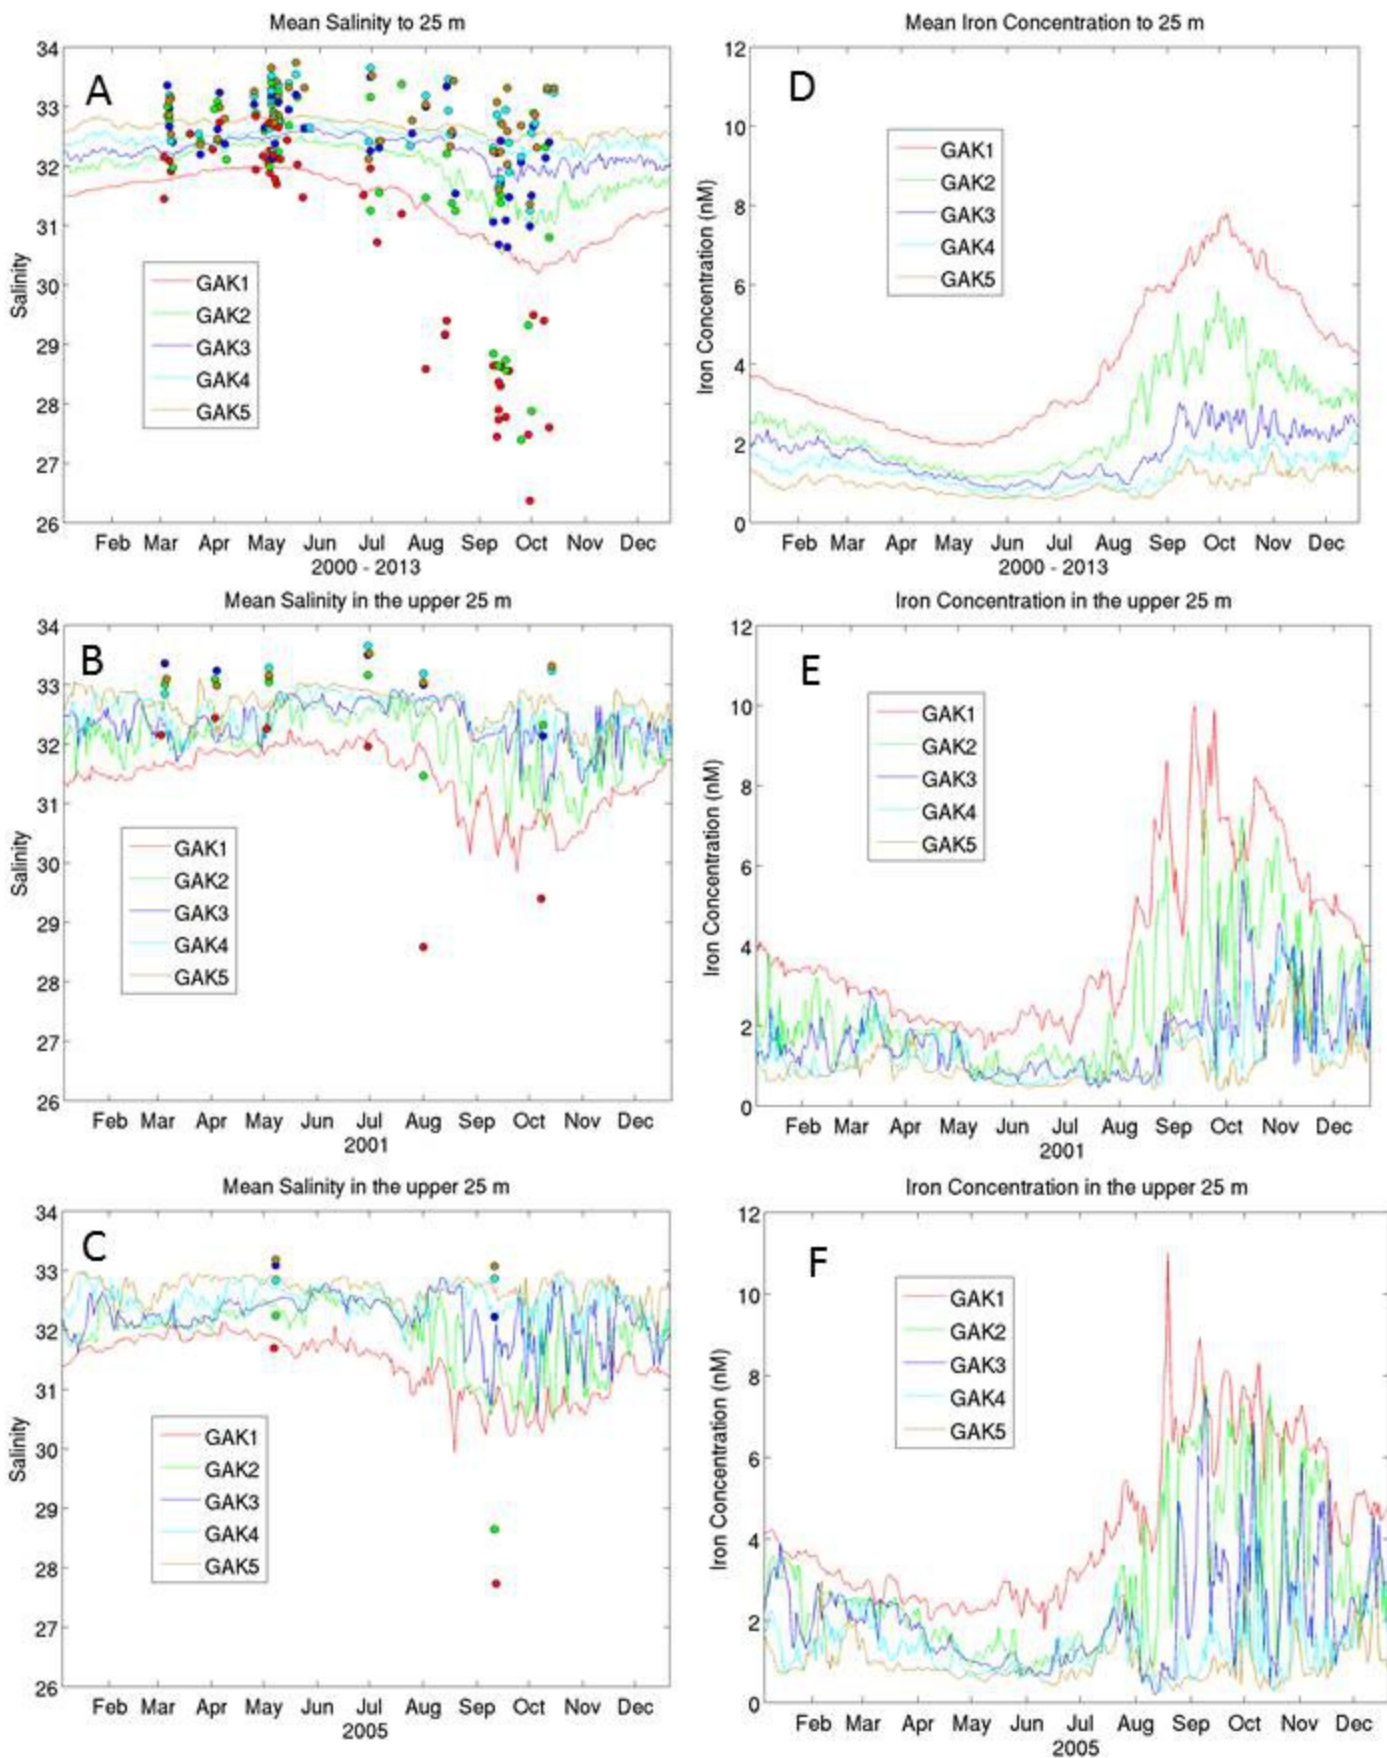 Mean Salinity to 25 m
A
34
33
32
31
30
29
28
27
26
Salinity
GAK1
GAK2
GAK3
GAK4
GAK5
Feb Mar Apr May Jun Jul Aug Sep Oct Nov Dec
2000 - 2013
Mean Iron Concentration to 25 m
D
12
10
8
6
4
2
0
Iron Concentration (nM)
GAK1
GAK2
GAK3
GAK4
GAK5
Feb Mar Apr May Jun Jul Aug Sep Oct Nov Dec
2000 - 2013
Mean Salinity in the upper 25 m
B
34
33
32
31
30
29
28
27
26
Salinity
GAK1
GAK2
GAK3
GAK4
GAK5
Feb Mar Apr May Jun Jul Aug Sep Oct Nov Dec
2001
Iron Concentration in the upper 25 m
E
12
10
8
6
4
2
0
Iron Concentration (nM)
GAK1
GAK2
GAK3
GAK4
GAK5
Feb Mar Apr May Jun Jul Aug Sep Oct Nov Dec
2001
Mean Salinity in the upper 25 m
C
34
33
32
31
30
29
28
27
26
Salinity
GAK1
GAK2
GAK3
GAK4
GAK5
Feb Mar Apr May Jun Jul Aug Sep Oct Nov Dec
2005
Iron Concentration in the upper 25 m
F
12
10
8
6
4
2
0
Iron Concentration (nM)
GAK1
GAK2
GAK3
GAK4
GAK5
Feb Mar Apr May Jun Jul Aug Sep Oct Nov Dec
2005